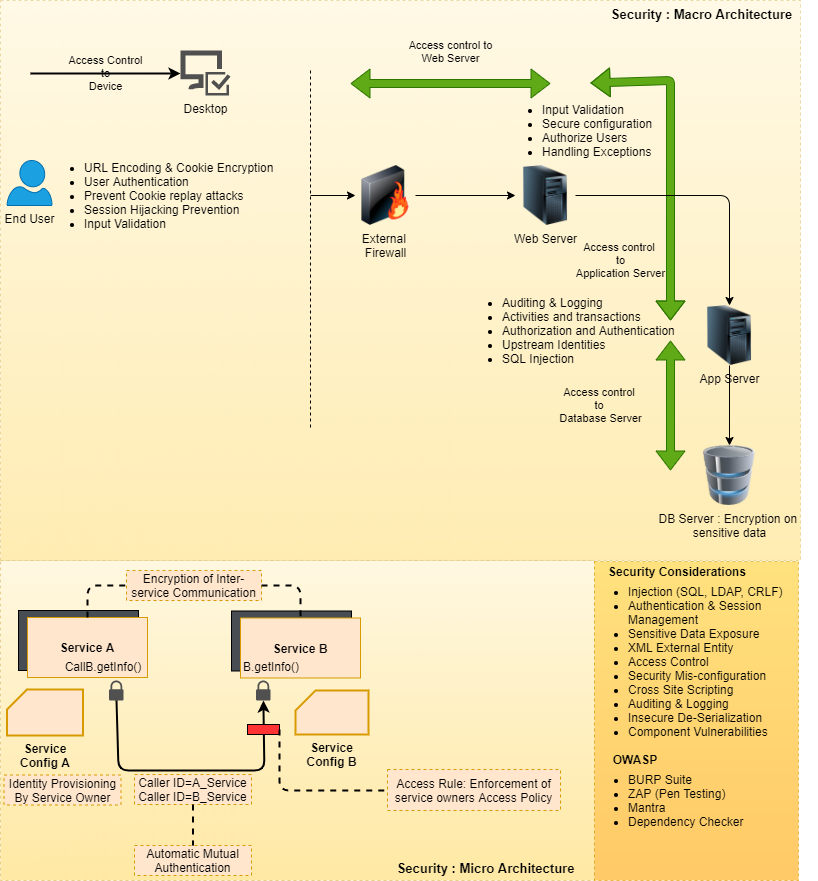 Security : Macro Architecture
Access Control
to
Device
Desktop
Access control to
Web Server
Input Validation
Secure configuration
Authorize Users
Handling Exceptions
End User
URL Encoding & Cookie Encryption
User Authentication
Prevent Cookie replay attacks
Session Hijacking Prevention
Input Validation
External
Firewall
Web Server
Access control
to
Application Server
Auditing & Logging
Activities and transactions
Authorization and Authentication
Upstream Identities
SQL Injection
App Server
Access control
to
Database Server
DB Server : Encryption on
sensitive data
Encryption of Inter-
service Communication
Service A
CallB.getInfo()
Service B
B.getInfo()
Service
Config A
Service
Config B
Identity Provisioning
By Service Owner
Caller ID=A_Service
Caller ID=B_Service
Access Rule: Enforcement of
service owners Access Policy
Automatic Mutual
Authentication
Security : Micro Architecture
Security Considerations
Injection (SQL, LDAP, CRLF)
Authentication & Session
Management
Sensitive Data Exposure
XML External Entity
Access Control
Security Mis-configuration
Cross Site Scripting
Auditing & Logging
Insecure De-Serialization
Component Vulnerabilities
OWASP
BURP Suite
ZAP (Pen Testing)
Mantra
Dependency Checker